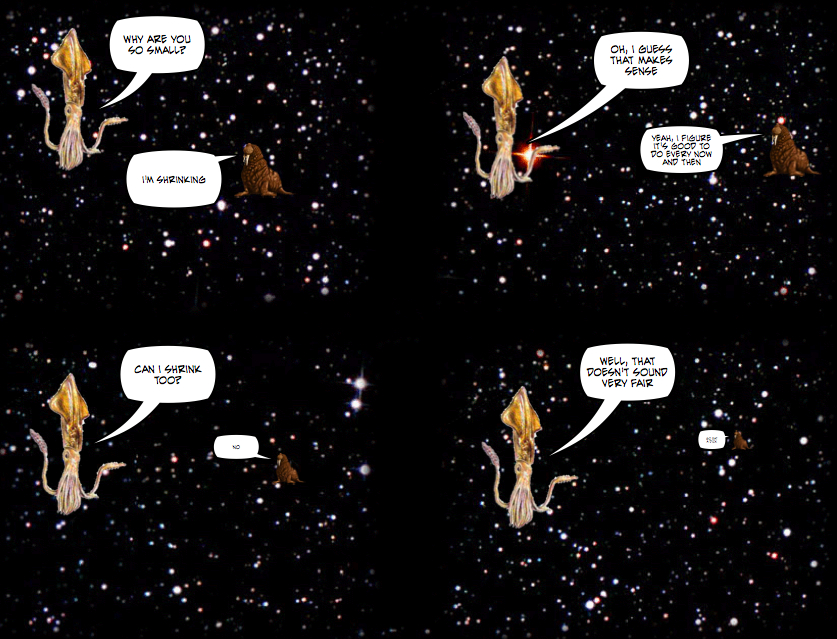 WHY ARE YOU
SO SMALL?
I'M SHRINKING
OH, I GUESS
THAT MAKES
SENSE
YEAH, I FIGURE
IT'S GOOD TO
DO EVERY NOW
AND THEN
CAN I SHRINK
TOO?
NO
WELL, THAT
DOESN'T SOUND
VERY FAIR